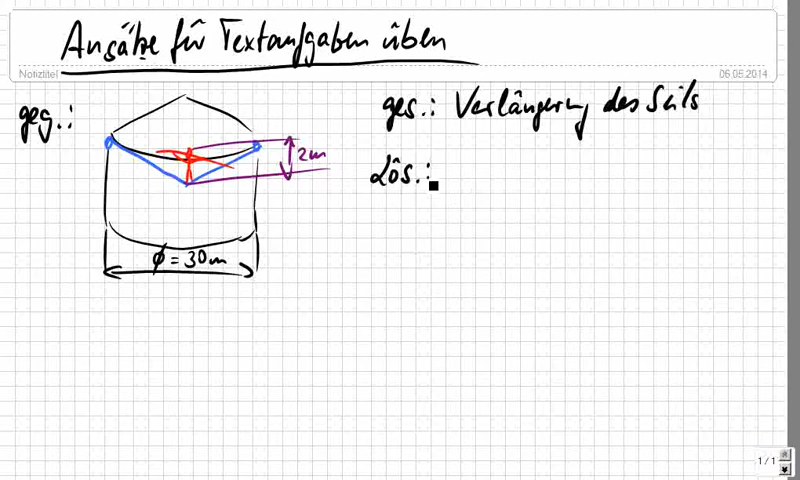 Ansätze für Textaufgaben üben
Notiztitel
06.05.2014
geg.:
ges.: Verlängerung des Seils
2m
Lös.:
ϕ = 30m
1/1